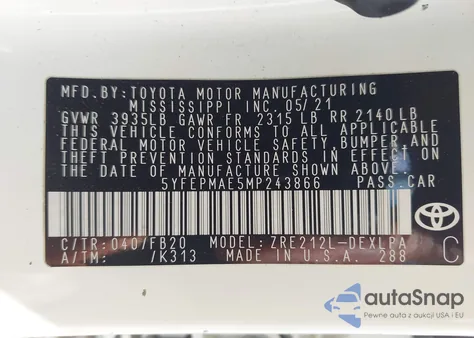 MFD.BY: TOYOTA MOTOR MANUFACTURING
MISSISSIPPI INC. 05/21
GVWR 3935LB GAWR FR 2315 LB RR 2140LB
THIS VEHICLE CONFORMS TO ALL APPLICABLE
FEDERAL MOTOR VEHICLE SAFETY, BUMPER, AND
THEFT PREVENTION STANDARDS IN EFFECT ON
THE DATE OF MANUFACTURE SHOWN ABOVE.
5YFEPMAE5MP243866 PASS.CAR
TOYOTA
C/TR: 040/FB20 MODEL: ZRE212L-DEXLPA
A/TM: /K313 MADE IN U.S.A. 288 C
autoSnap
Pewne auta z aukcji USA i EU